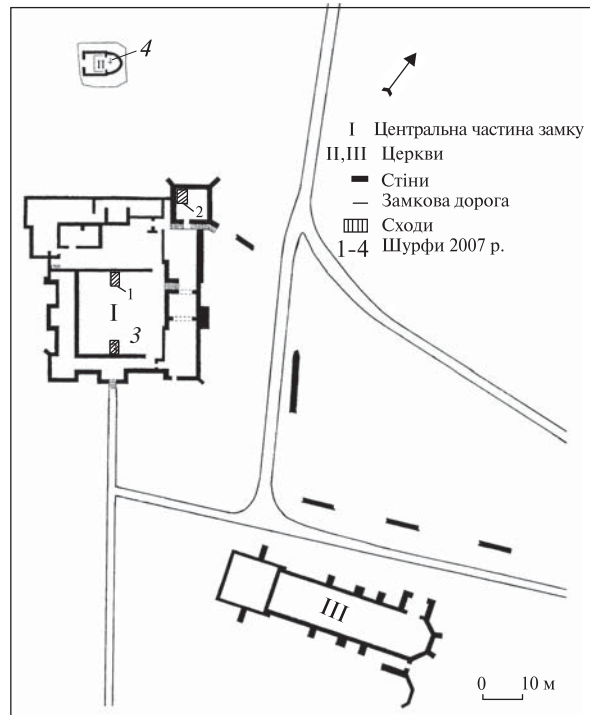 4
II
I Центральна частина замку
II,III Церкви
Стіни
Замкова дорога
Сходи
1-4 Шурфи 2007 р.
2
1
I
3
III
0 10 м